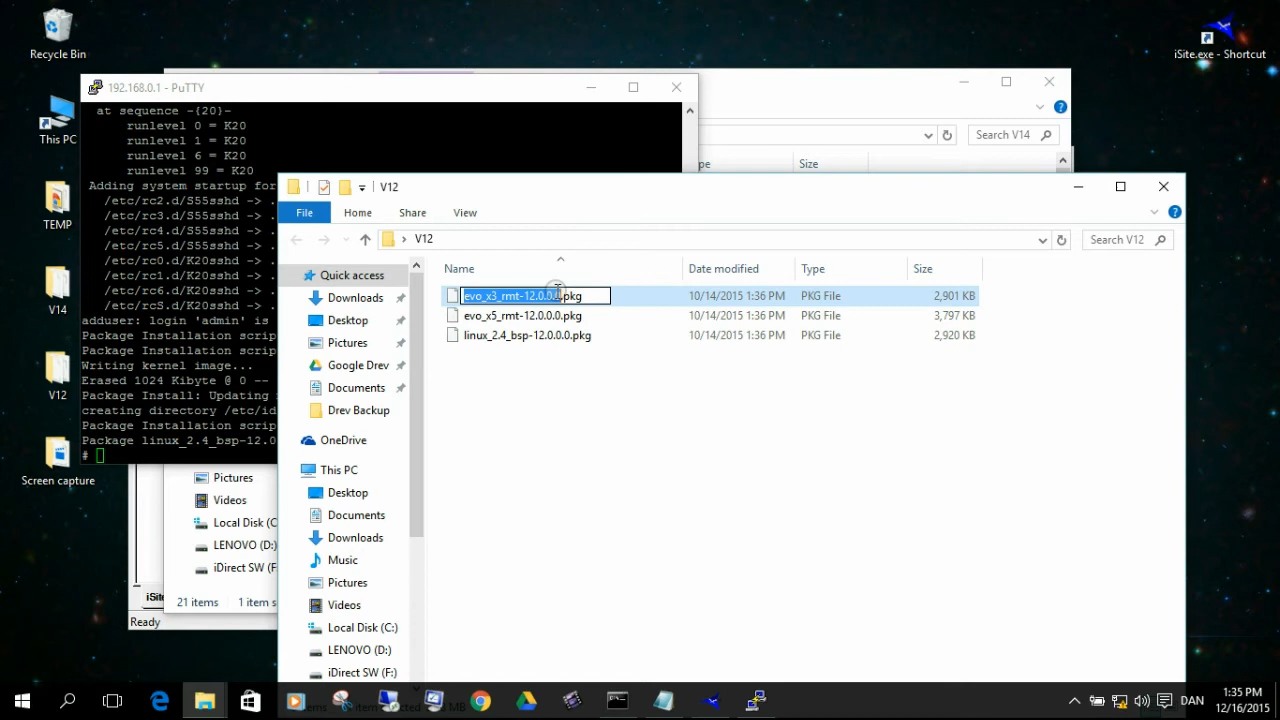 Recycle Bin
This PC
TEMP
V14
V12
Screen capture
iSite.exe - Shortcut
192.168.0.1 - PuTTY
at sequence -{20}-
runlevel 0 = K20
runlevel 1 = K20
runlevel 6 = K20
runlevel 99 = K20
Adding system startup for
/etc/rc2.d/S55sshd -> .
/etc/rc3.d/S55sshd -> .
/etc/rc4.d/S55sshd -> .
/etc/rc5.d/S55sshd -> .
/etc/rc0.d/K20sshd -> .
/etc/rc1.d/K20sshd -> .
/etc/rc6.d/K20sshd -> .
/etc/rcS.d/K20sshd -> .
adduser: login 'admin' is
Package Installation scrip
Package Installation scrip
Writing kernel image...
Erased 1024 Kibyte @ 0 --
Package Install: Updating
creating directory /etc/id
Package Installation scrip
Package linux_2.4_bsp-12.0
#
Search V14
pe
Size
Pictures
Videos
Local Disk (C
LENOVO (D:)
iDirect SW (F
21 items 1 item s
iSit
Ready
V12
File Home Share View
V12
Search V12
Name Date modified Type Size
evo_x3_rmt-12.0.0.0.pkg 10/14/2015 1:36 PM PKG File 2,901 KB
evo_x5_rmt-12.0.0.0.pkg 10/14/2015 1:36 PM PKG File 3,797 KB
linux_2.4_bsp-12.0.0.0.pkg 10/14/2015 1:36 PM PKG File 2,920 KB
Quick access
Downloads
Desktop
Pictures
Google Drev
Documents
Drev Backup
OneDrive
This PC
Desktop
Documents
Downloads
Music
Pictures
Videos
Local Disk (C:)
LENOVO (D:)
iDirect SW (F:)
DAN
1:35 PM
12/16/2015